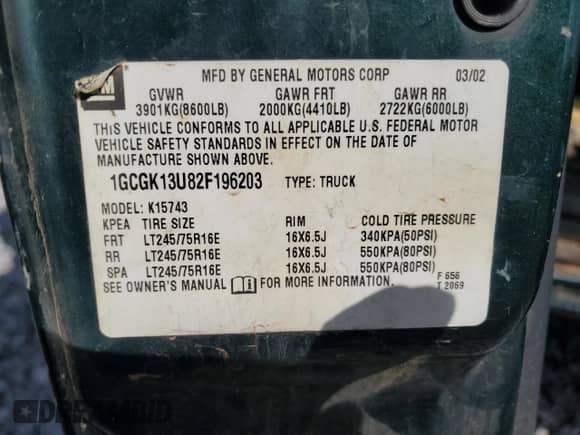 GM
MFD BY GENERAL MOTORS CORP 03/02
GVWR GAWR FRT GAWR RR
3901KG(8600LB) 2000KG(4410LB) 2722KG(6000LB)
THIS VEHICLE CONFORMS TO ALL APPLICABLE U.S. FEDERAL MOTOR
VEHICLE SAFETY STANDARDS IN EFFECT ON THE DATE OF
MANUFACTURE SHOWN ABOVE.
1GCGK13U82F196203 TYPE: TRUCK
MODEL: K15743
KPEA TIRE SIZE RIM COLD TIRE PRESSURE
FRT LT245/75R16E 16X6.5J 340KPA(50PSI)
RR LT245/75R16E 16X6.5J 550KPA(80PSI)
SPA LT245/75R16E 16X6.5J 550KPA(80PSI)
SEE OWNER'S MANUAL FOR MORE INFORMATION. F 656
T 2069
DREAMBID